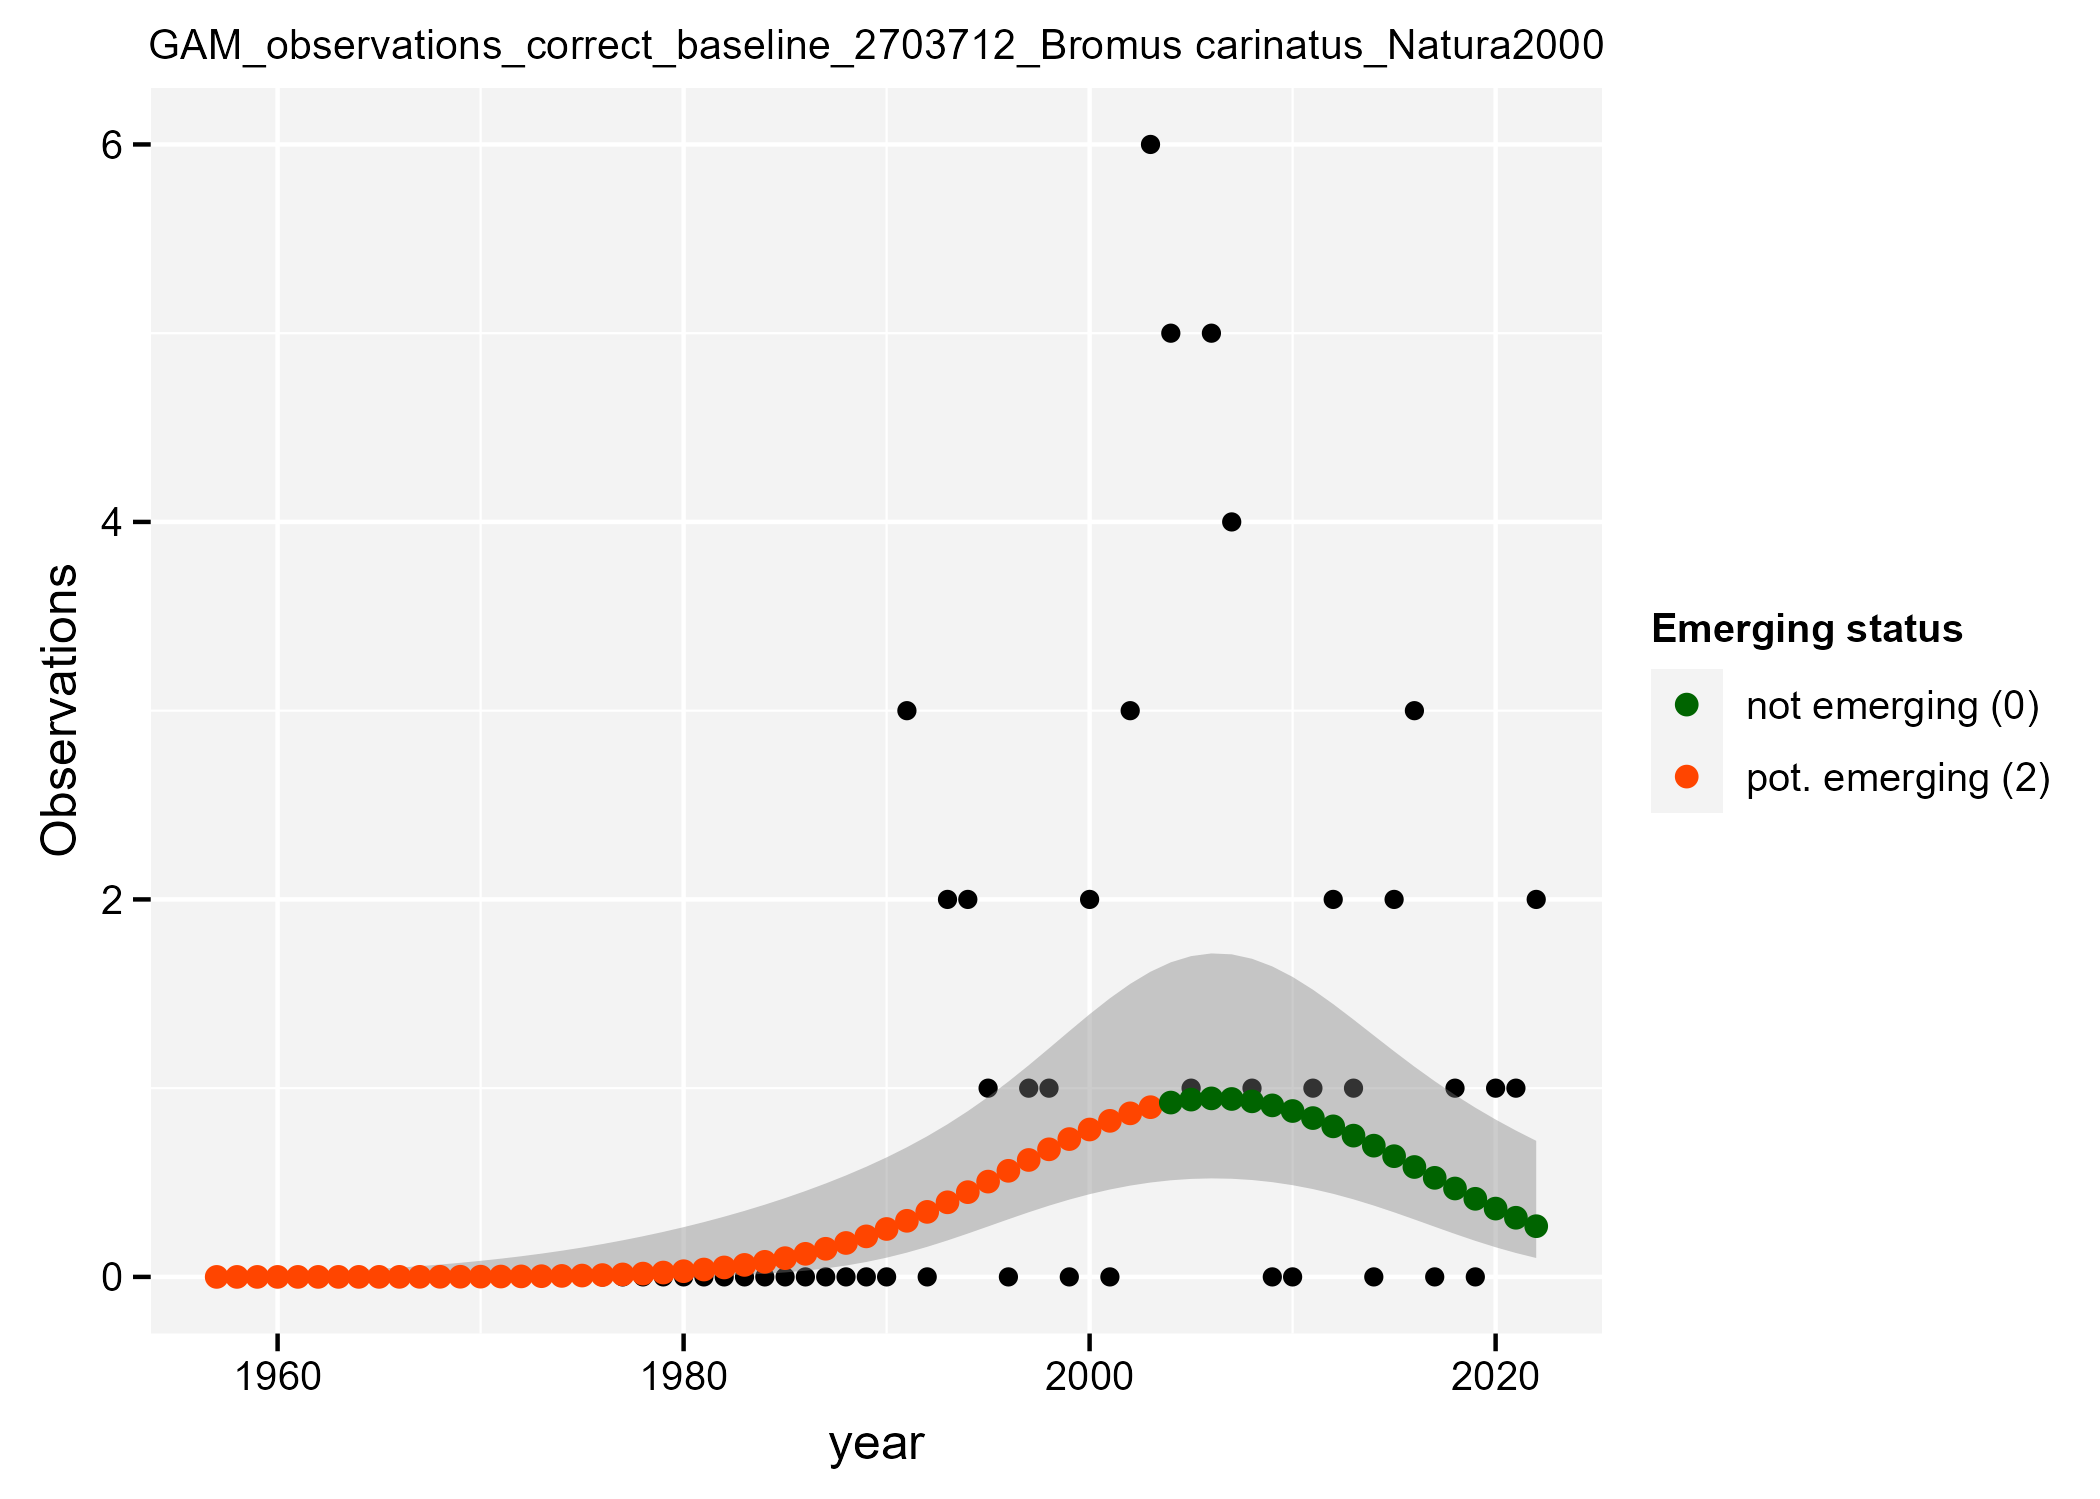 GAM_observations_correct_baseline_2703712_Bromus carinatus_Natura2000
6
4
2
0
Observations
1960
1980
2000
2020
year
Emerging status
not emerging (0)
pot. emerging (2)